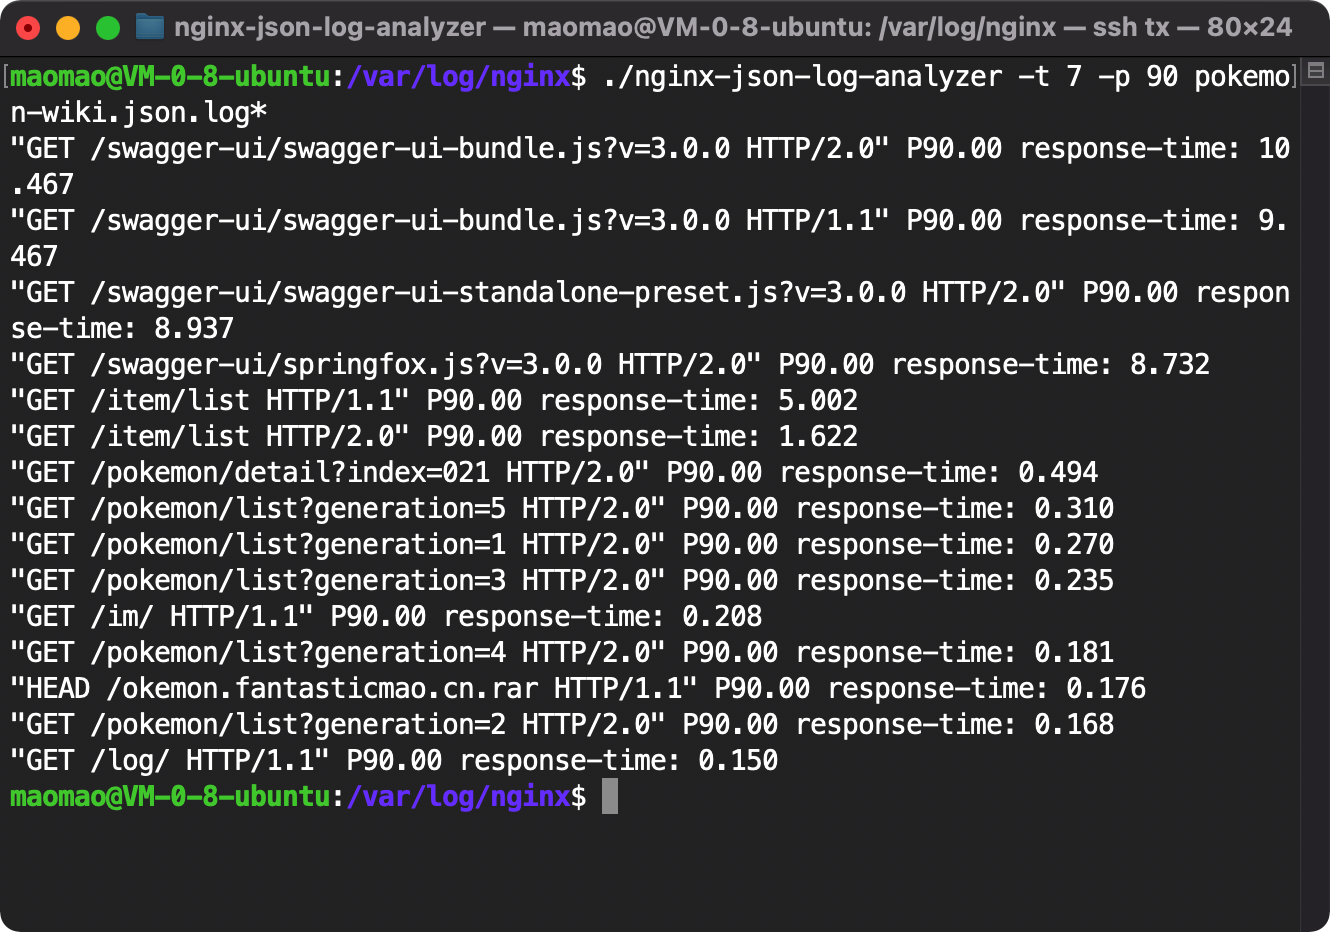 nginx-json-log-analyzer — maomao@VM-0-8-ubuntu: /var/log/nginx — ssh tx — 80×24
[maomao@VM-0-8-ubuntu:/var/log/nginx$ ./nginx-json-log-analyzer -t 7 -p 90 pokemo]
n-wiki.json.log*
"GET /swagger-ui/swagger-ui-bundle.js?v=3.0.0 HTTP/2.0" P90.00 response-time: 10
.467
"GET /swagger-ui/swagger-ui-bundle.js?v=3.0.0 HTTP/1.1" P90.00 response-time: 9.
467
"GET /swagger-ui/swagger-ui-standalone-preset.js?v=3.0.0 HTTP/2.0" P90.00 respon
se-time: 8.937
"GET /swagger-ui/springfox.js?v=3.0.0 HTTP/2.0" P90.00 response-time: 8.732
"GET /item/list HTTP/1.1" P90.00 response-time: 5.002
"GET /item/list HTTP/2.0" P90.00 response-time: 1.622
"GET /pokemon/detail?index=021 HTTP/2.0" P90.00 response-time: 0.494
"GET /pokemon/list?generation=5 HTTP/2.0" P90.00 response-time: 0.310
"GET /pokemon/list?generation=1 HTTP/2.0" P90.00 response-time: 0.270
"GET /pokemon/list?generation=3 HTTP/2.0" P90.00 response-time: 0.235
"GET /im/ HTTP/1.1" P90.00 response-time: 0.208
"GET /pokemon/list?generation=4 HTTP/2.0" P90.00 response-time: 0.181
"HEAD /okemon.fantasticmao.cn.rar HTTP/1.1" P90.00 response-time: 0.176
"GET /pokemon/list?generation=2 HTTP/2.0" P90.00 response-time: 0.168
"GET /log/ HTTP/1.1" P90.00 response-time: 0.150
maomao@VM-0-8-ubuntu:/var/log/nginx$